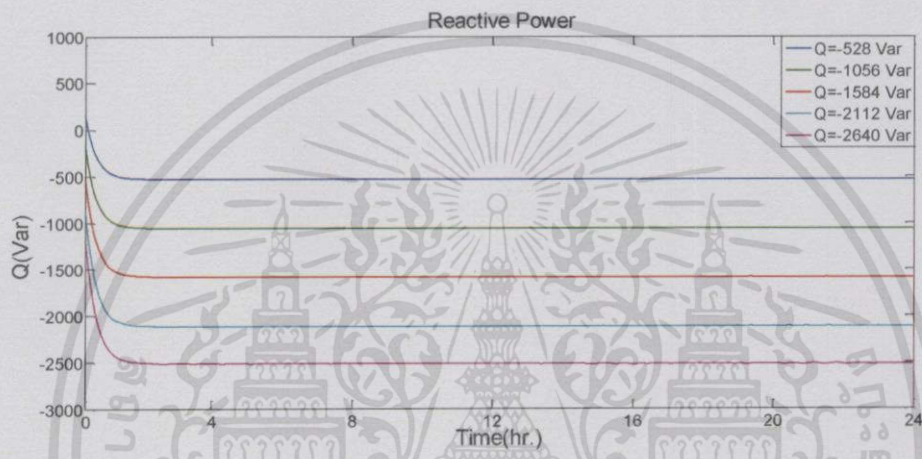 Reactive Power
1000
500
0
-500
-1000
-1500
-2000
-2500
-3000
Q(Var)
Q=-528 Var
Q=-1056 Var
Q=-1584 Var
Q=-2112 Var
Q=-2640 Var
0 4 8 12 16 20 24
Time(hr.)